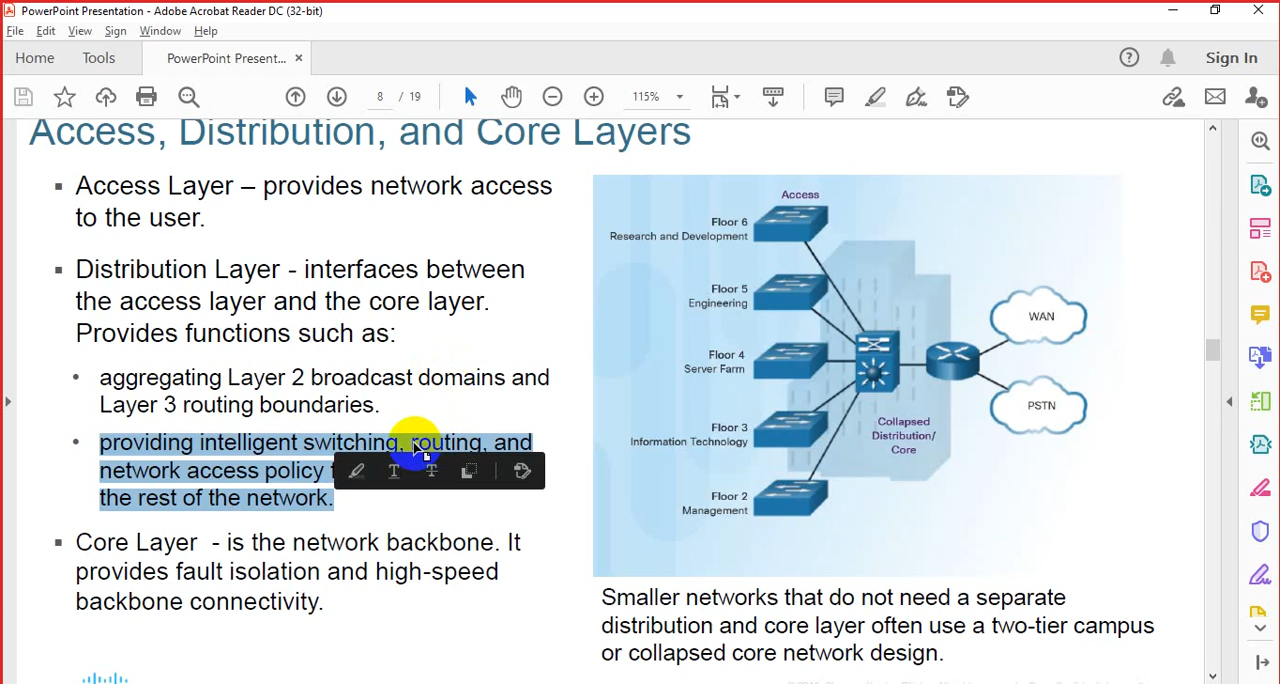 PowerPoint Presentation - Adobe Acrobat Reader DC (32-bit)
File Edit View Sign Window Help
Home Tools PowerPoint Present... × Sign In
8 / 19 115%
Access, Distribution, and Core Layers
▪ Access Layer – provides network access
to the user.
▪ Distribution Layer - interfaces between
the access layer and the core layer.
Provides functions such as:
• aggregating Layer 2 broadcast domains and
Layer 3 routing boundaries.
• providing intelligent switching, routing, and
network access policy
the rest of the network.
▪ Core Layer - is the network backbone. It
provides fault isolation and high-speed
backbone connectivity.
Access
Floor 6
Research and Development
Floor 5
Engineering
Floor 4
Server Farm
Floor 3
Information Technology
Floor 2
Management
Collapsed
Distribution/
Core
WAN
PSTN
Smaller networks that do not need a separate
distribution and core layer often use a two-tier campus
or collapsed core network design.